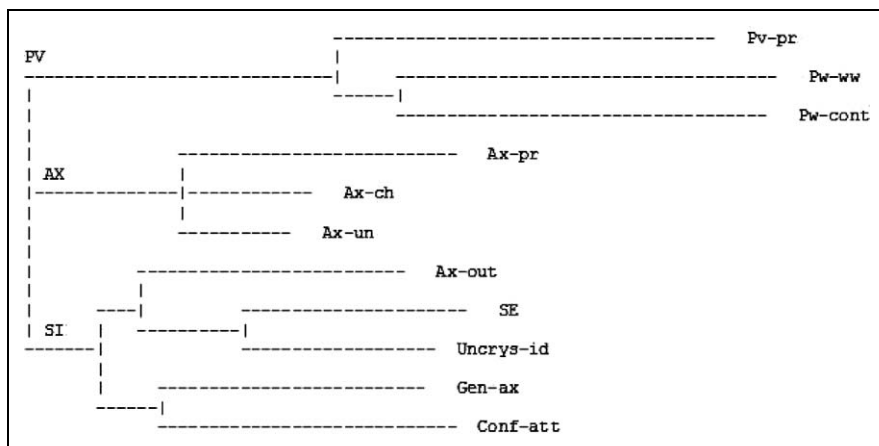 Pv-pr
PV
Pw-ww
Pw-cont
Ax-pr
AX
Ax-ch
Ax-un
Ax-out
SE
SI
Uncrys-id
Gen-ax
Conf-att